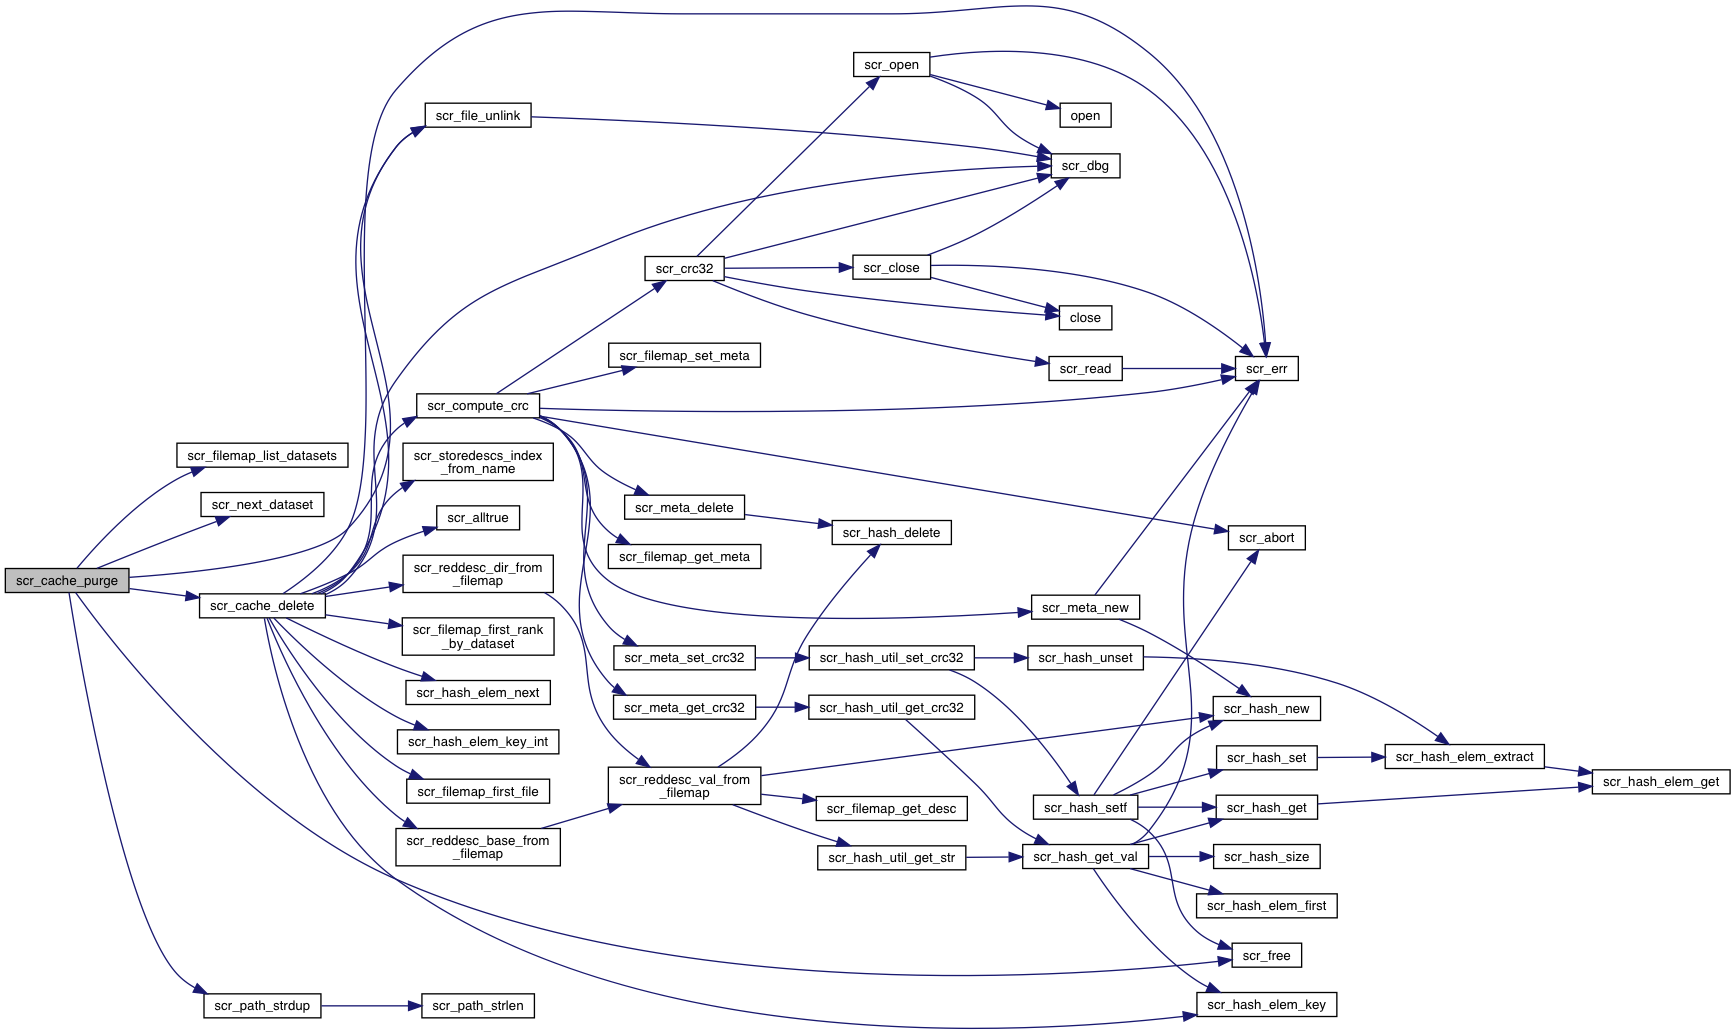 scr_cache_purge
scr_filemap_list_datasets
scr_next_dataset
scr_cache_delete
scr_path_strdup
scr_path_strlen
scr_file_unlink
scr_compute_crc
scr_storedescs_index
_from_name
scr_alltrue
scr_reddesc_dir_from
_filemap
scr_filemap_first_rank
_by_dataset
scr_hash_elem_next
scr_hash_elem_key_int
scr_filemap_first_file
scr_reddesc_base_from
_filemap
scr_crc32
scr_filemap_set_meta
scr_meta_delete
scr_filemap_get_meta
scr_meta_set_crc32
scr_meta_get_crc32
scr_reddesc_val_from
_filemap
scr_open
scr_close
scr_hash_delete
scr_hash_util_set_crc32
scr_hash_util_get_crc32
scr_filemap_get_desc
scr_hash_util_get_str
open
scr_dbg
close
scr_read
scr_meta_new
scr_hash_unset
scr_hash_setf
scr_hash_get_val
scr_err
scr_abort
scr_hash_new
scr_hash_set
scr_hash_get
scr_hash_size
scr_hash_elem_first
scr_free
scr_hash_elem_key
scr_hash_elem_extract
scr_hash_elem_get